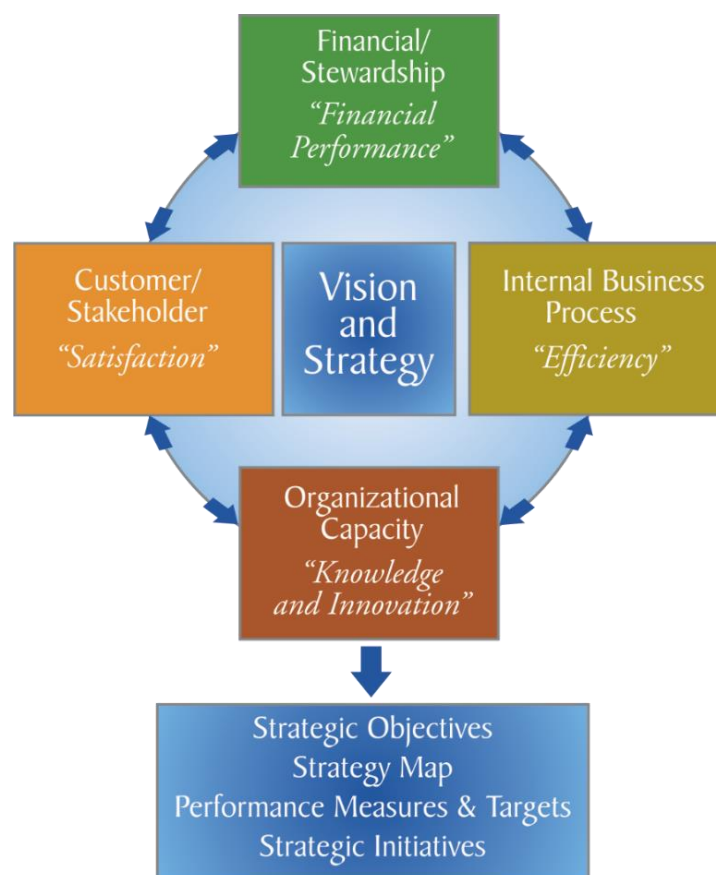 Financial/
Stewardship
“Financial
Performance”
Customer/
Stakeholder
“Satisfaction”
Vision
and
Strategy
Internal Business
Process
“Efficiency”
Organizational
Capacity
“Knowledge
and Innovation”
Strategic Objectives
Strategy Map
Performance Measures & Targets
Strategic Initiatives